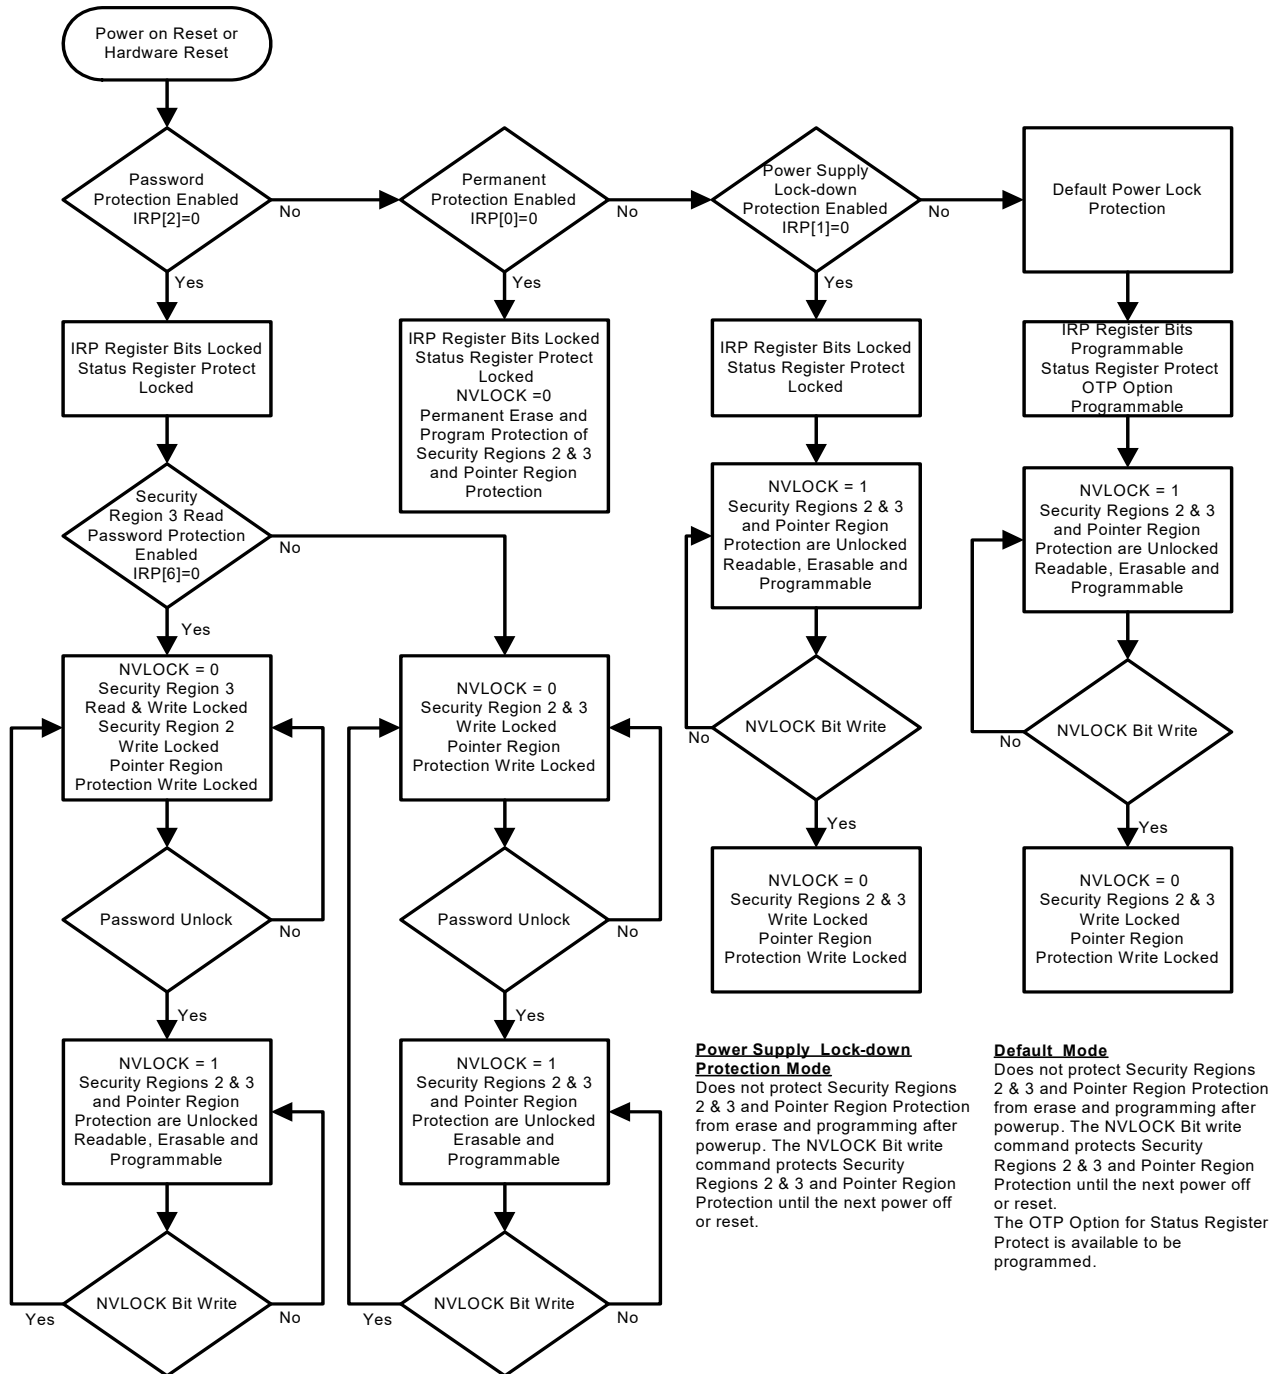 Power on Reset or
Hardware Reset
Password
Protection Enabled
IRP[2]=0
No
Yes
Permanent
Protection Enabled
IRP[0]=0
No
Yes
Power Supply
Lock-down
Protection Enabled
IRP[1]=0
No
Yes
Default Power Lock
Protection
IRP Register Bits Locked
Status Register Protect
Locked
IRP Register Bits Locked
Status Register Protect
Locked
NVLOCK =0
Permanent Erase and
Program Protection of
Security Regions 2 & 3
and Pointer Region
Protection
IRP Register Bits Locked
Status Register Protect
Locked
IRP Register Bits
Programmable
Status Register Protect
OTP Option
Programmable
Security
Region 3 Read
Password Protection
Enabled
IRP[6]=0
No
Yes
NVLOCK = 1
Security Regions 2 & 3
and Pointer Region
Protection are Unlocked
Readable, Erasable and
Programmable
NVLOCK = 1
Security Regions 2 & 3
and Pointer Region
Protection are Unlocked
Readable, Erasable and
Programmable
NVLOCK = 0
Security Region 3
Read & Write Locked
Security Region 2
Write Locked
Pointer Region
Protection Write Locked
NVLOCK = 0
Security Region 2 & 3
Write Locked
Pointer Region
Protection Write Locked
NVLOCK Bit Write
No
Yes
NVLOCK Bit Write
No
Yes
Password Unlock
No
Yes
Password Unlock
No
Yes
NVLOCK = 0
Security Regions 2 & 3
Write Locked
Pointer Region
Protection Write Locked
NVLOCK = 0
Security Regions 2 & 3
Write Locked
Pointer Region
Protection Write Locked
NVLOCK = 1
Security Regions 2 & 3
and Pointer Region
Protection are Unlocked
Readable, Erasable and
Programmable
NVLOCK = 1
Security Regions 2 & 3
and Pointer Region
Protection are Unlocked
Erasable and
Programmable
NVLOCK Bit Write
Yes
No
NVLOCK Bit Write
Yes
No
Power Supply Lock-down
Protection Mode
Does not protect Security Regions
2 & 3 and Pointer Region Protection
from erase and programming after
powerup. The NVLOCK Bit write
command protects Security
Regions 2 & 3 and Pointer Region
Protection until the next power off
or reset.
Default Mode
Does not protect Security Regions
2 & 3 and Pointer Region Protection
from erase and programming after
powerup. The NVLOCK Bit write
command protects Security
Regions 2 & 3 and Pointer Region
Protection until the next power off
or reset.
The OTP Option for Status Register
Protect is available to be
programmed.